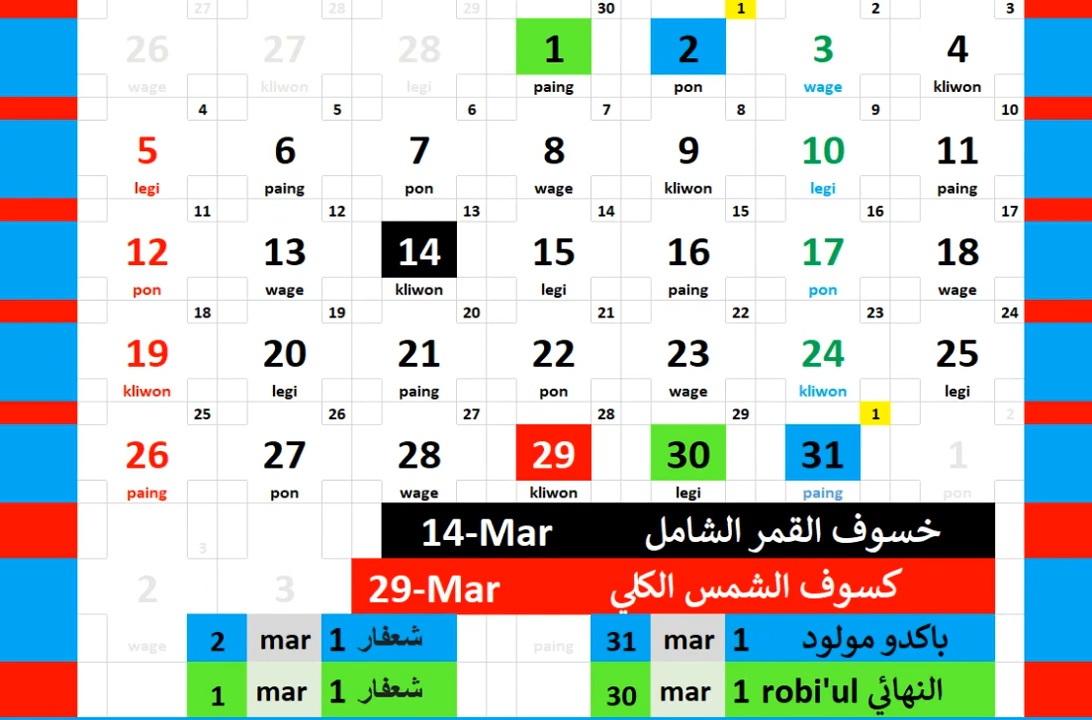 27 28 29 30 1 2 3
26 27 28 1 2 3 4
wage kliwon legi paing pon wage kliwon
4 5 6 7 8 9 10
5 6 7 8 9 10 11
legi paing pon wage kliwon legi paing
11 12 13 14 15 16 17
12 13 14 15 16 17 18
pon wage kliwon legi paing pon wage
18 19 20 21 22 23 24
19 20 21 22 23 24 25
kliwon legi paing pon wage kliwon legi
25 26 27 28 29 1 2
26 27 28 29 30 31 1
paing pon wage kliwon legi paing pon
14-Mar خسوف القمر الشامل
3
29-Mar كسوف الشمس الكلي
2 3
2 mar 1 شعفار 31 mar 1 باكدو مولود
wage paing
1 mar 1 شعفار 30 mar 1 robi'ul النهائي